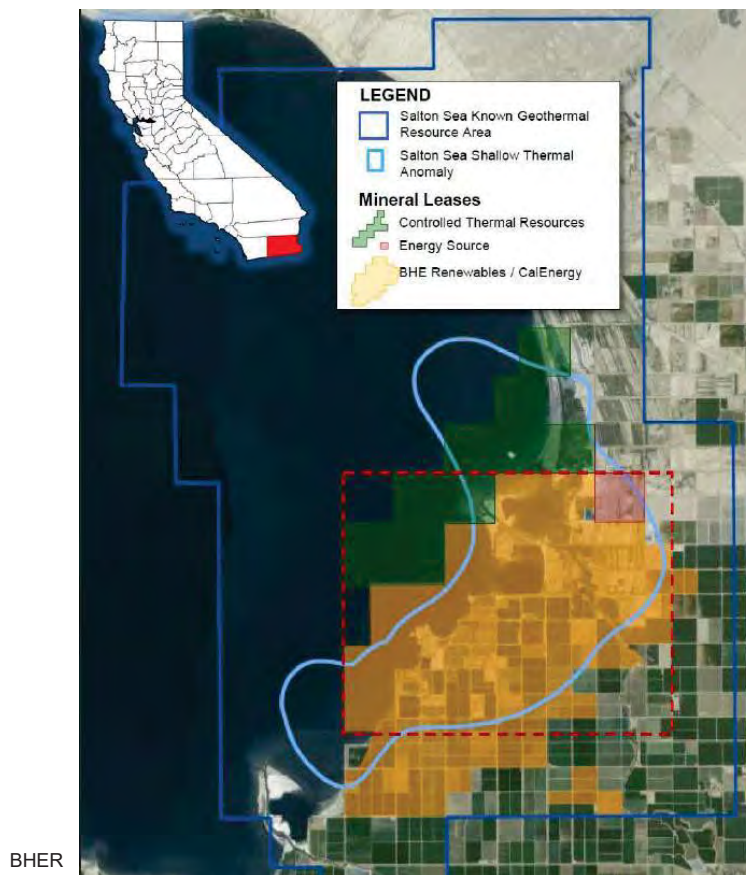 LEGEND
Salton Sea Known Geothermal
Resource Area
Salton Sea Shallow Thermal
Anomaly
Mineral Leases
Controlled Thermal Resources
Energy Source
BHE Renewables / CalEnergy
BHER